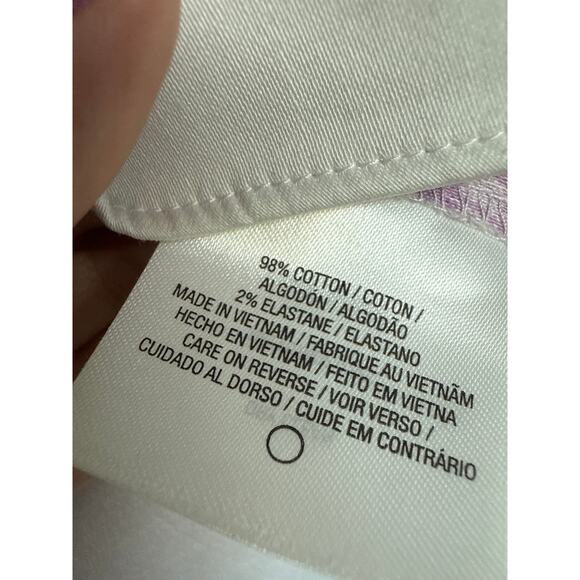 98% COTTON / COTON /
ALGODÓN / ALGODÃO
2% ELASTANE / ELASTANO
MADE IN VIETNAM / FABRIQUE AU VIETNÃM
HECHO EN VIETNAM / FEITO EM VIETNA
CARE ON REVERSE / VOIR VERSO /
CUIDADO AL DORSO / CUIDE EM CONTRÁRIO